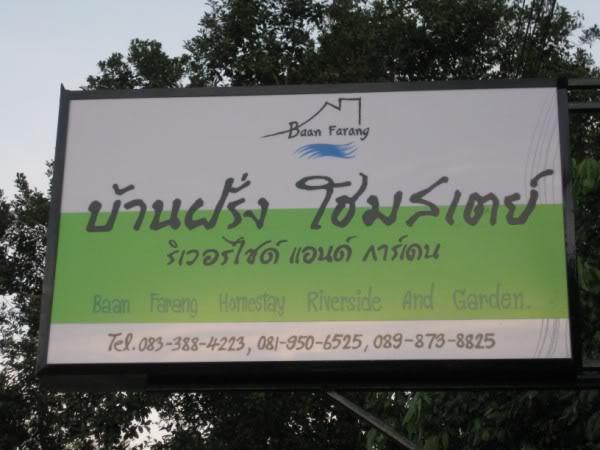 Baan Farang
บ้านฝรั่ง โฮมสเตย์
ริเวอร์ไซด์ แอนด์ การ์เดน
Baan Farang Homestay Riverside And Garden..
Tel. 083-388-4223, 081-950-6525, 089-873-8825